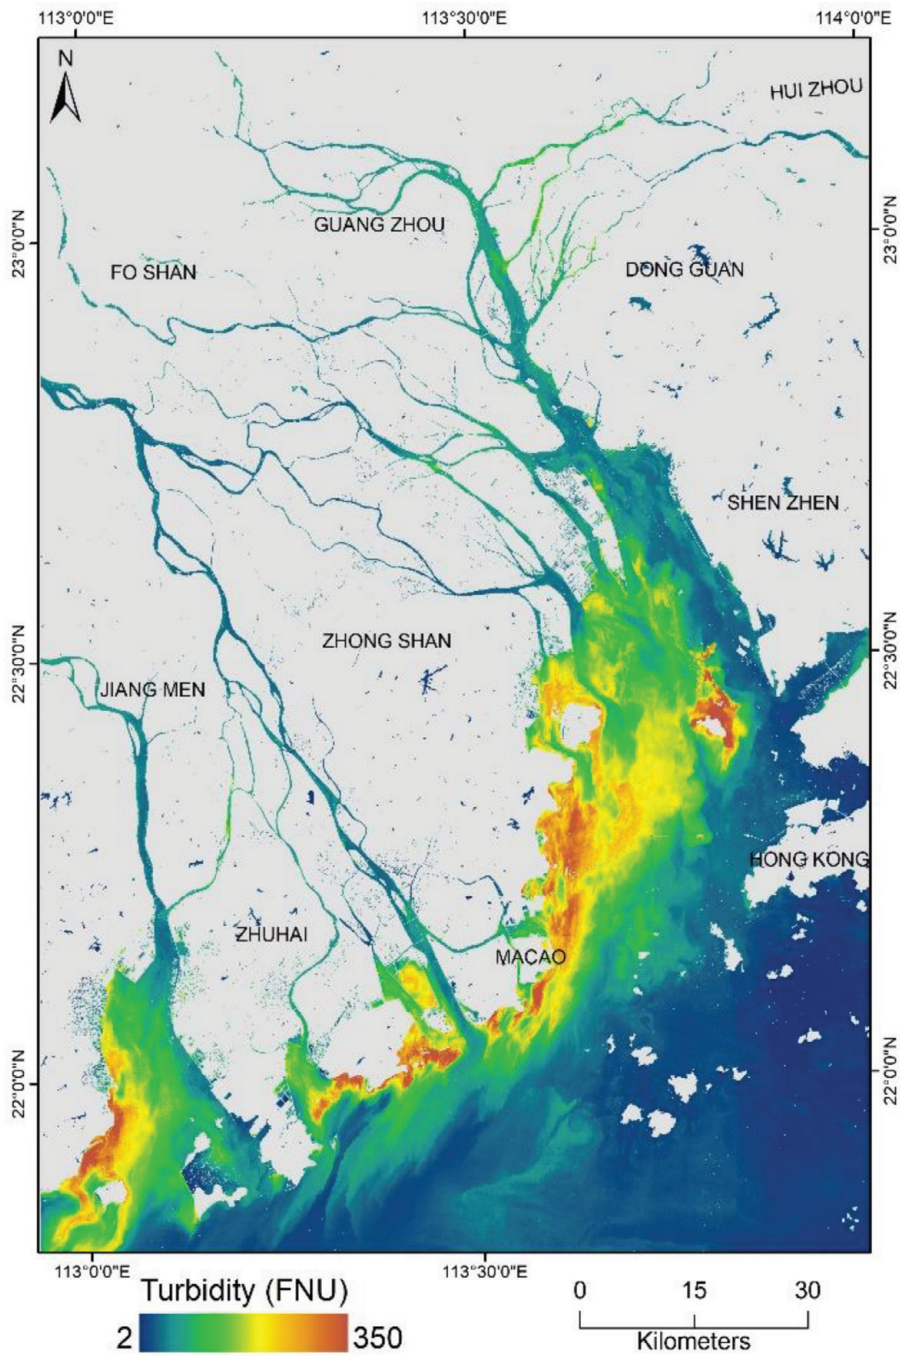 113°0'0"E 113°30'0"E 114°0'0"E
N
HUI ZHOU
23°0'0"N
GUANG ZHOU
23°0'0"N
FO SHAN
DONG GUAN
SHEN ZHEN
22°30'0"N
ZHONG SHAN
22°30'0"N
JIANG MEN
HONG KONG
ZHUHAI
MACAO
22°0'0"N
22°0'0"N
113°0'0"E 113°30'0"E
Turbidity (FNU)
2 350
0 15 30
Kilometers